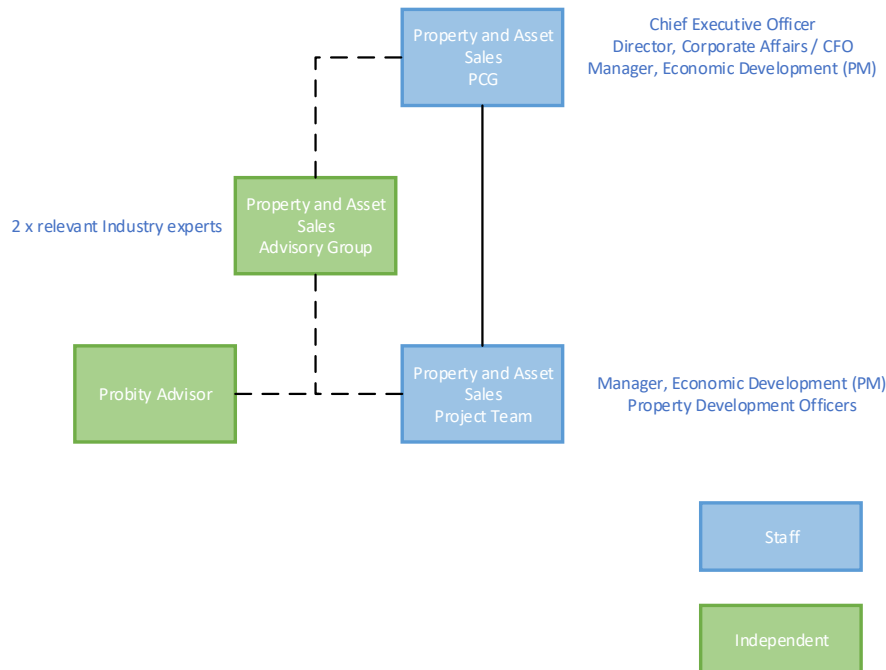 Property and Asset
Sales
PCG
Chief Executive Officer
Director, Corporate Affairs / CFO
Manager, Economic Development (PM)
2 x relevant Industry experts
Property and Asset
Sales
Advisory Group
Probity Advisor
Property and Asset
Sales
Project Team
Manager, Economic Development (PM)
Property Development Officers
Staff
Independent